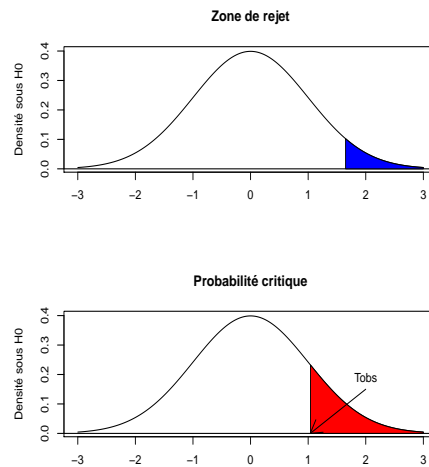 Zone de rejet
Densité sous H0
0.0 0.1 0.2 0.3 0.4
−3 −2 −1 0 1 2 3
Probabilité critique
Densité sous H0
0.0 0.1 0.2 0.3 0.4
Tobs
−3 −2 −1 0 1 2 3